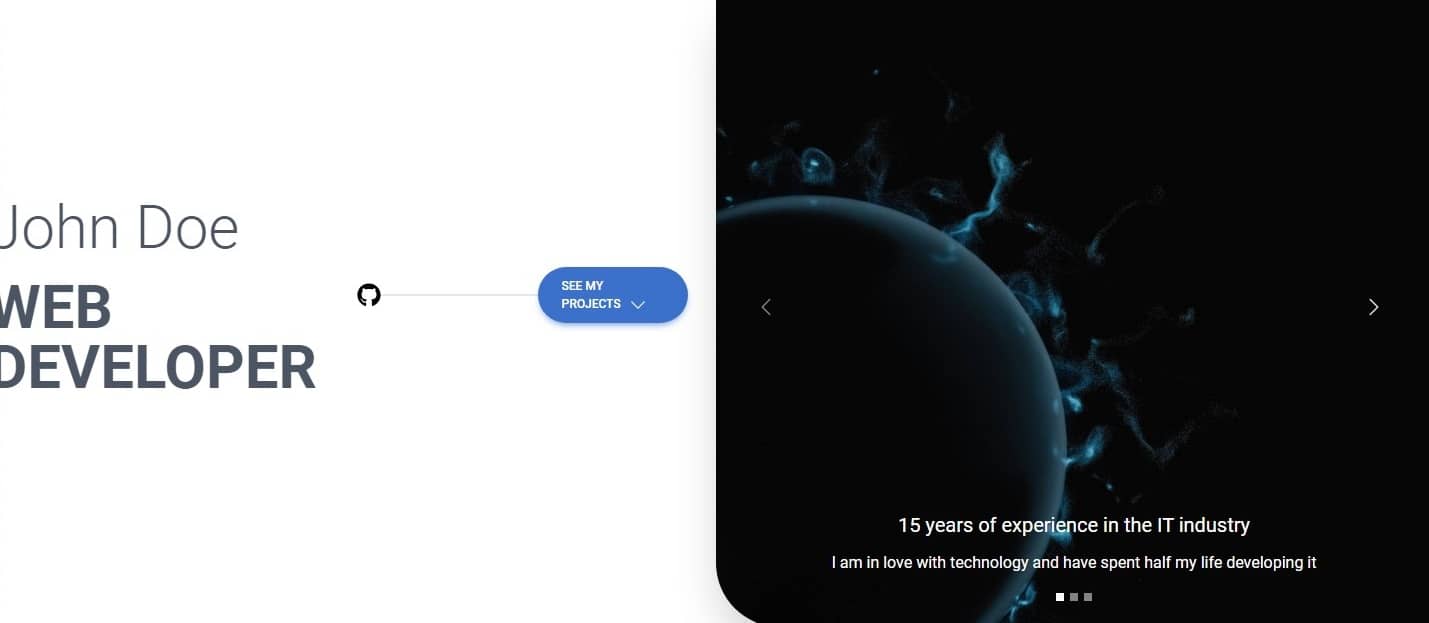 John Doe
WEB
DEVELOPER
SEE MY
PROJECTS
15 years of experience in the IT industry
I am in love with technology and have spent half my life developing it